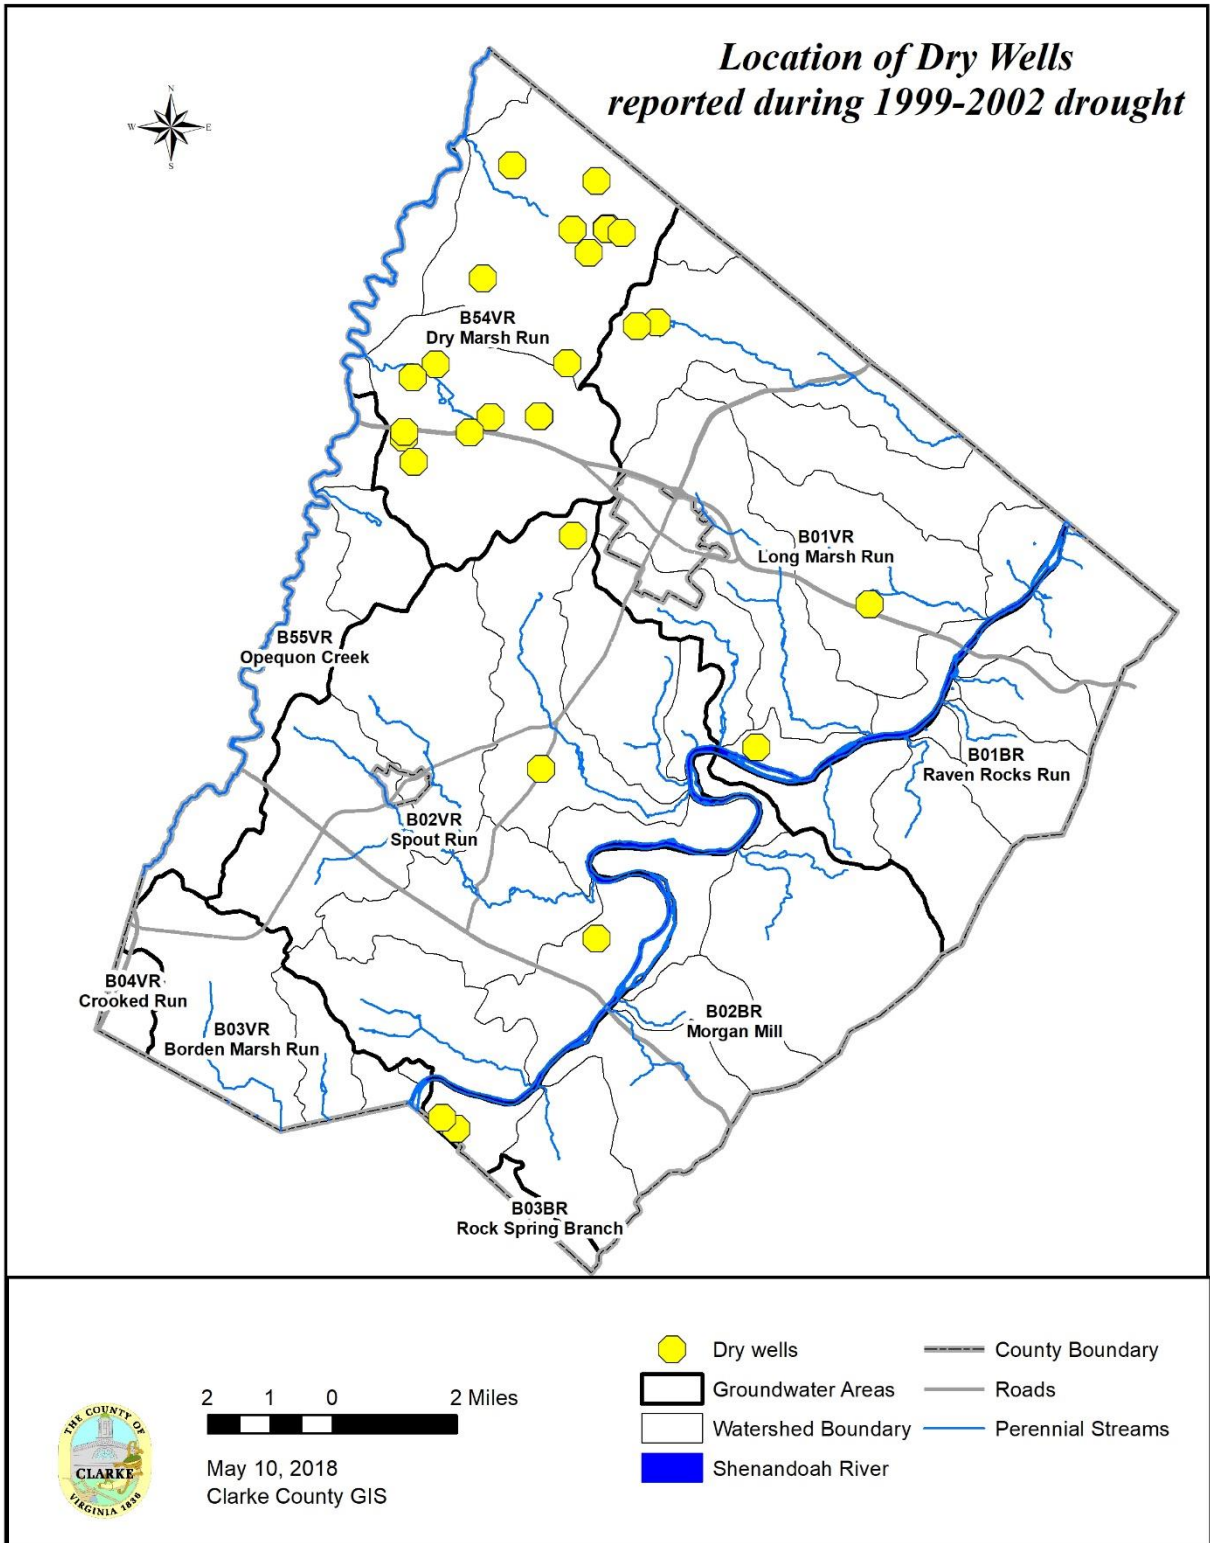 Location of Dry Wells
reported during 1999-2002 drought
N
W
E
S
B54VR
Dry Marsh Run
B01VR
Long Marsh Run
B55VR
Opequon Creek
B01BR
Raven Rocks Run
B02VR
Spout Run
B04VR
Crooked Run
B03VR
Borden Marsh Run
B02BR
Morgan Mill
B03BR
Rock Spring Branch
2 1 0 2 Miles
May 10, 2018
Clarke County GIS
THE COUNTY OF
CLARKE
VIRGINIA 1836
Dry wells
Groundwater Areas
Watershed Boundary
Shenandoah River
County Boundary
Roads
Perennial Streams